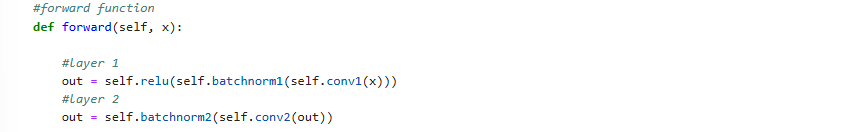 #forward function
def forward(self, x):
#layer 1
out = self.relu(self.batchnorm1(self.conv1(x)))
#layer 2
out = self.batchnorm2(self.conv2(out))